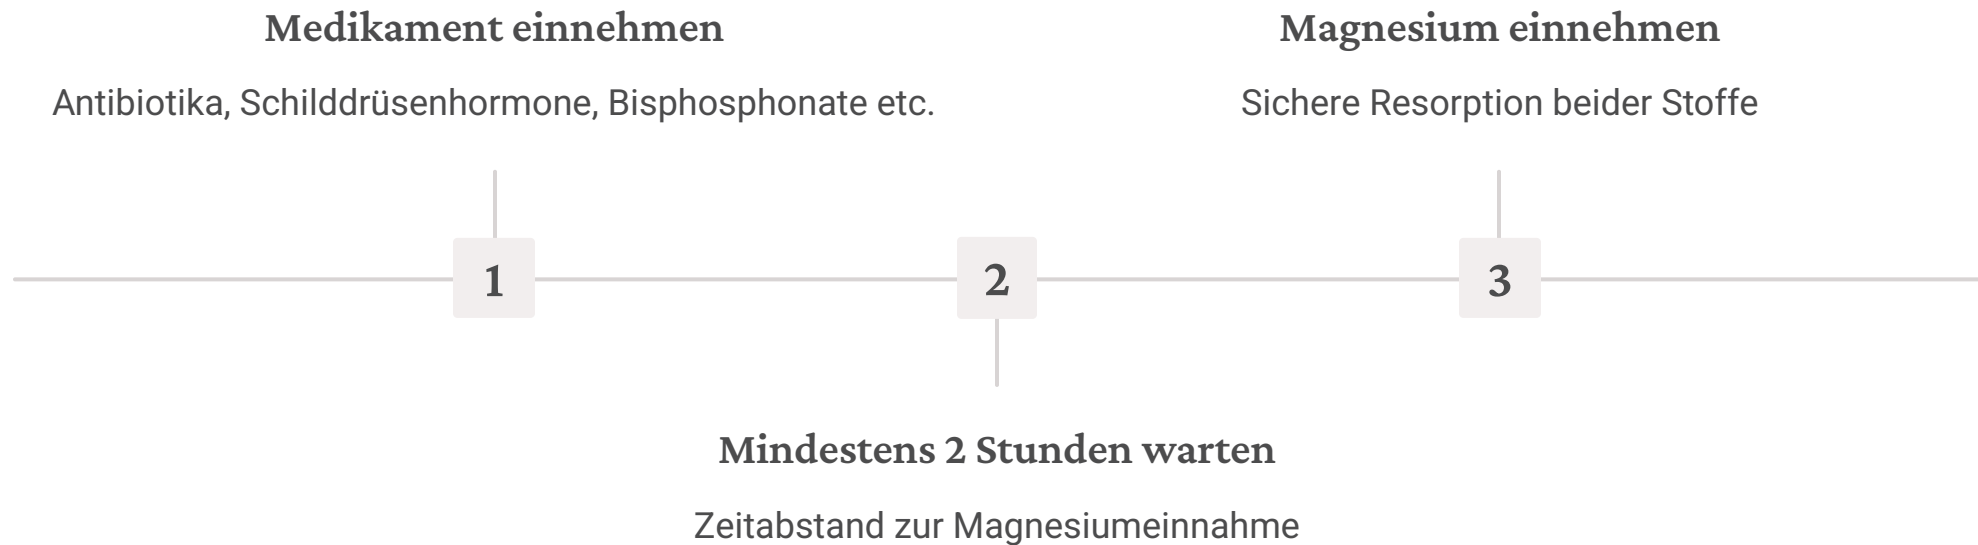 Medikament einnehmen
Antibiotika, Schilddrüsenhormone, Bisphosphonate etc.
1
2
Mindestens 2 Stunden warten
Zeitabstand zur Magnesiumeinnahme
Magnesium einnehmen
Sichere Resorption beider Stoffe
3